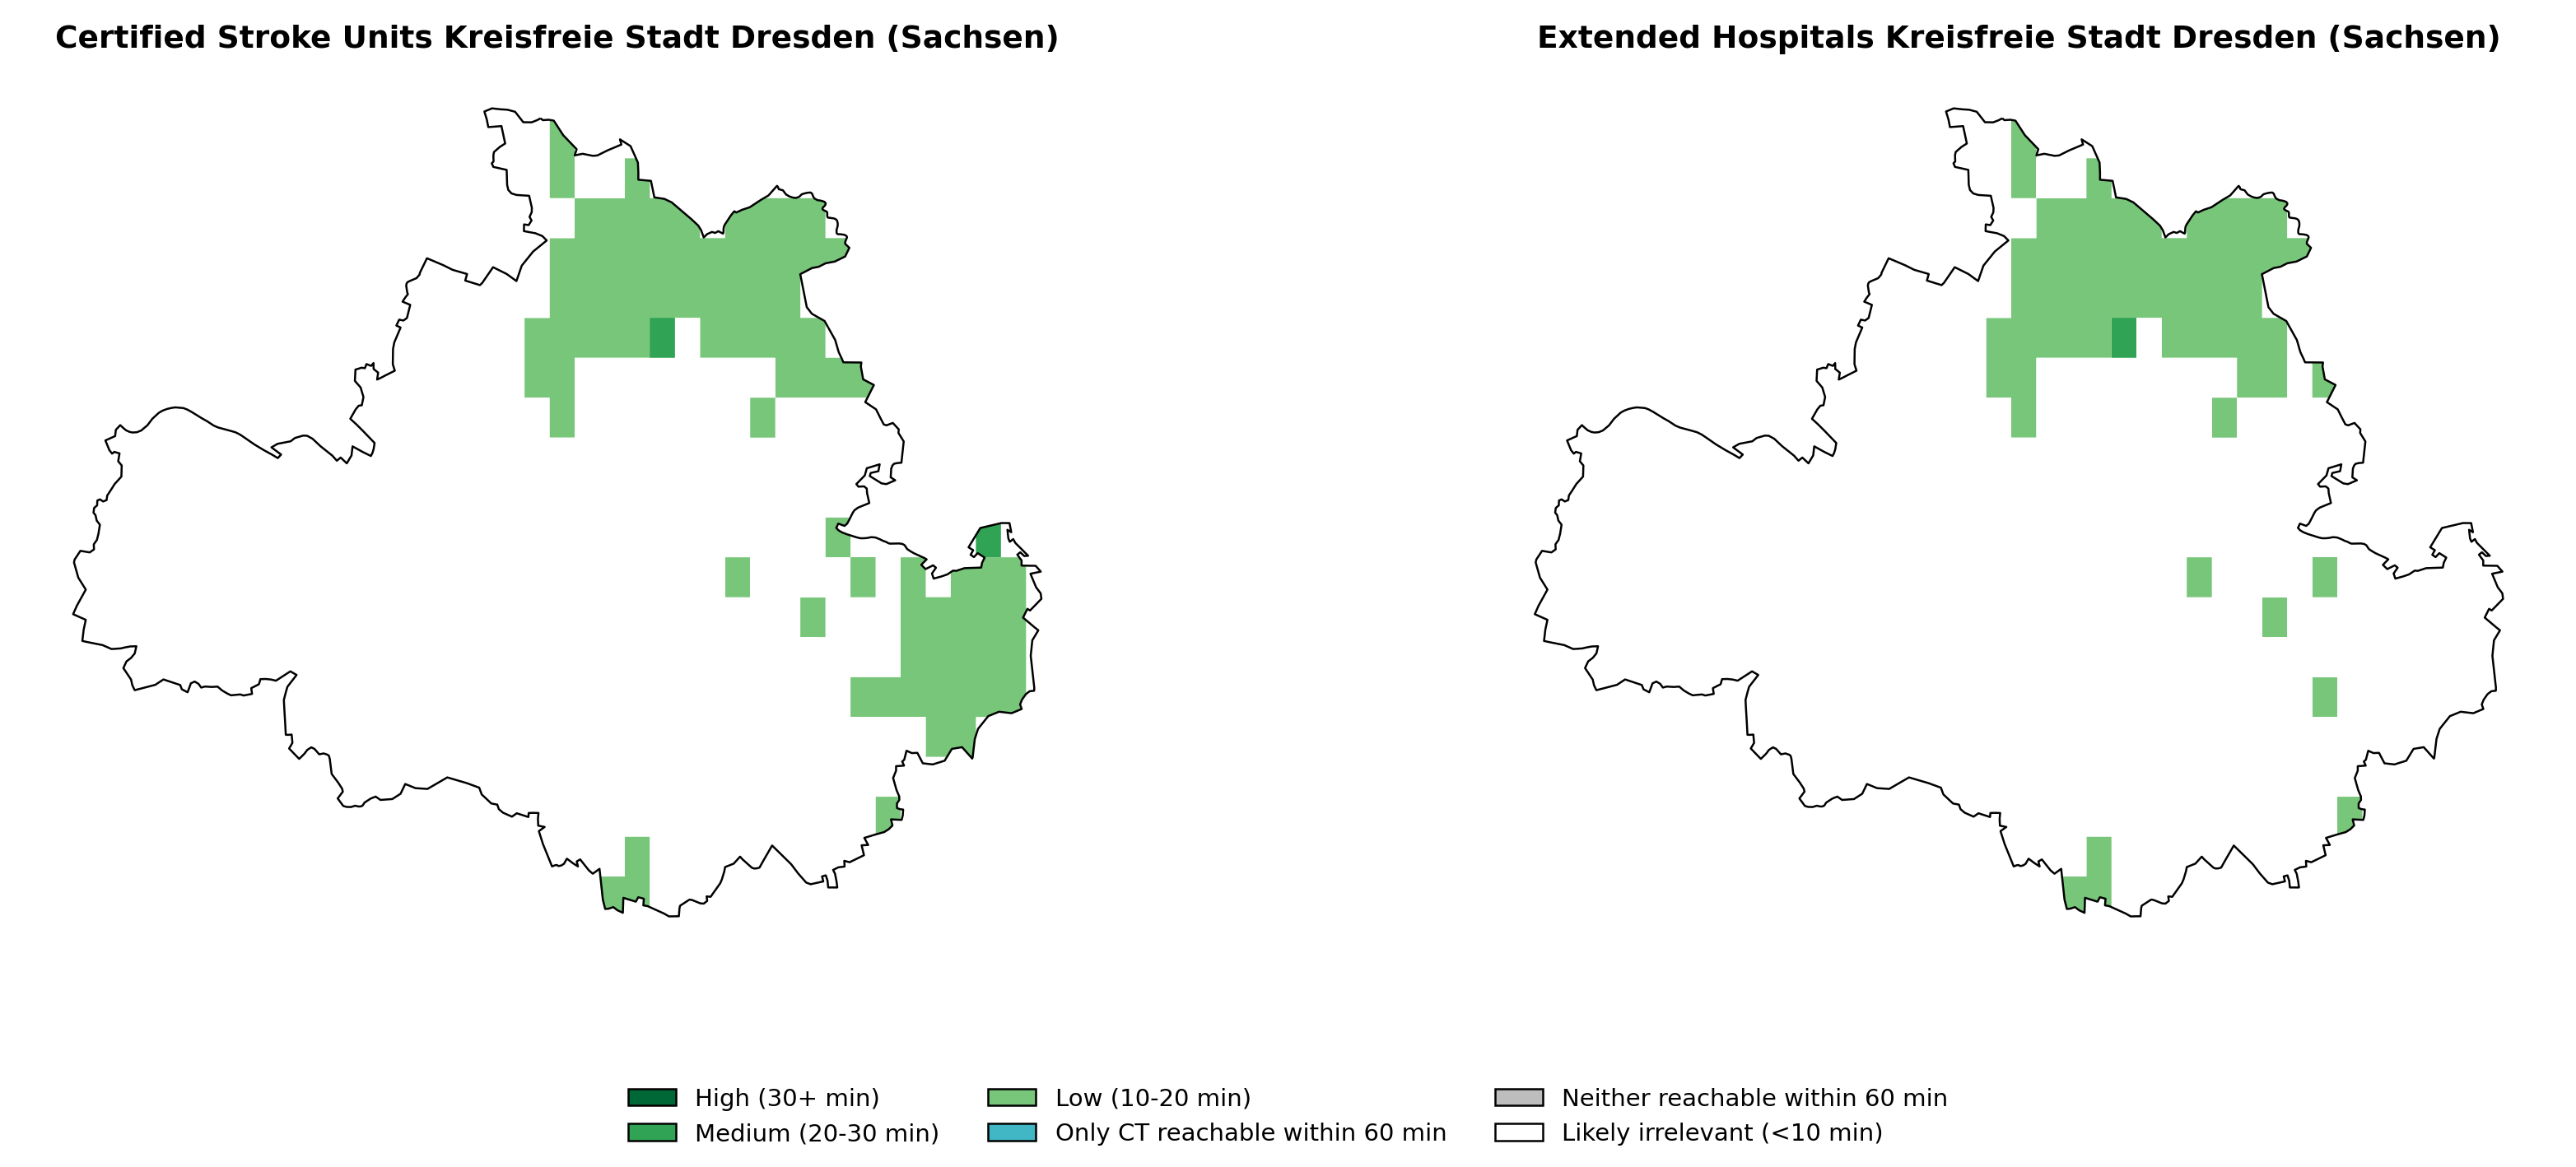 Certified Stroke Units Kreisfreie Stadt Dresden (Sachsen)
Extended Hospitals Kreisfreie Stadt Dresden (Sachsen)
High (30+ min)
Medium (20-30 min)
Low (10-20 min)
Only CT reachable within 60 min
Neither reachable within 60 min
Likely irrelevant (<10 min)